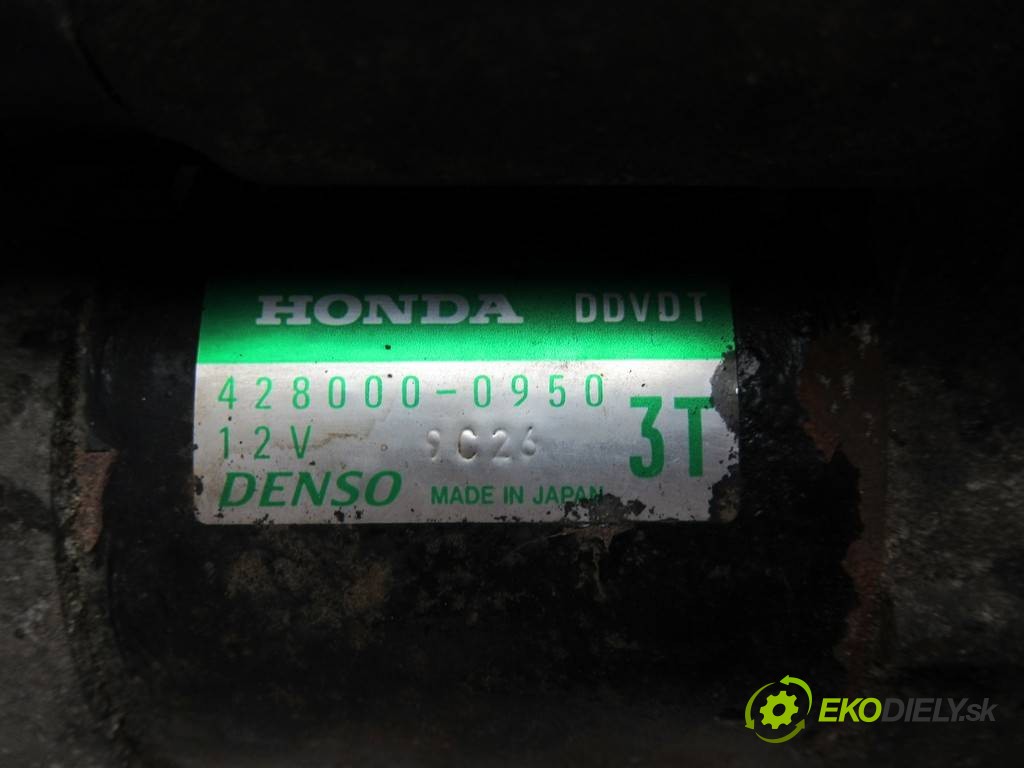 HONDA DDVDT
428000-0950
12V 9C26 3T
DENSO MADE IN JAPAN
EKODIELY.sk